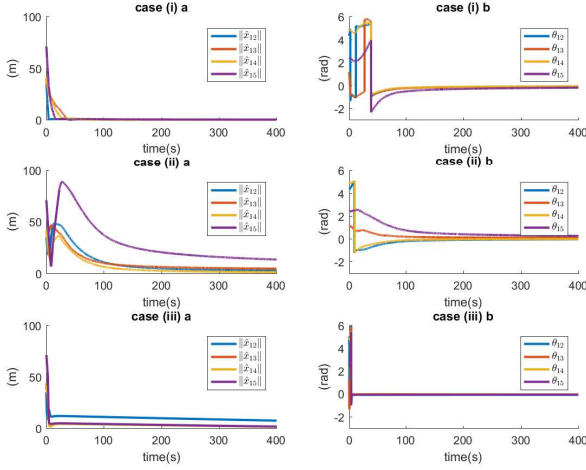 case (i) a
(m)
100
50
0
0 100 200 300 400
time(s)
‖x̂₁₂‖
‖x̂₁₃‖
‖x̂₁₄‖
‖x̂₁₅‖
case (i) b
(rad)
6
4
2
0
-2
0 100 200 300 400
time(s)
θ₁₂
θ₁₃
θ₁₄
θ₁₅
case (ii) a
(m)
100
50
0
0 100 200 300 400
time(s)
‖x̂₁₂‖
‖x̂₁₃‖
‖x̂₁₄‖
‖x̂₁₅‖
case (ii) b
(rad)
6
4
2
0
-2
0 100 200 300 400
time(s)
θ₁₂
θ₁₃
θ₁₄
θ₁₅
case (iii) a
(m)
100
50
0
0 100 200 300 400
time(s)
‖x̂₁₂‖
‖x̂₁₃‖
‖x̂₁₄‖
‖x̂₁₅‖
case (iii) b
(rad)
6
4
2
0
-2
0 100 200 300 400
time(s)
θ₁₂
θ₁₃
θ₁₄
θ₁₅